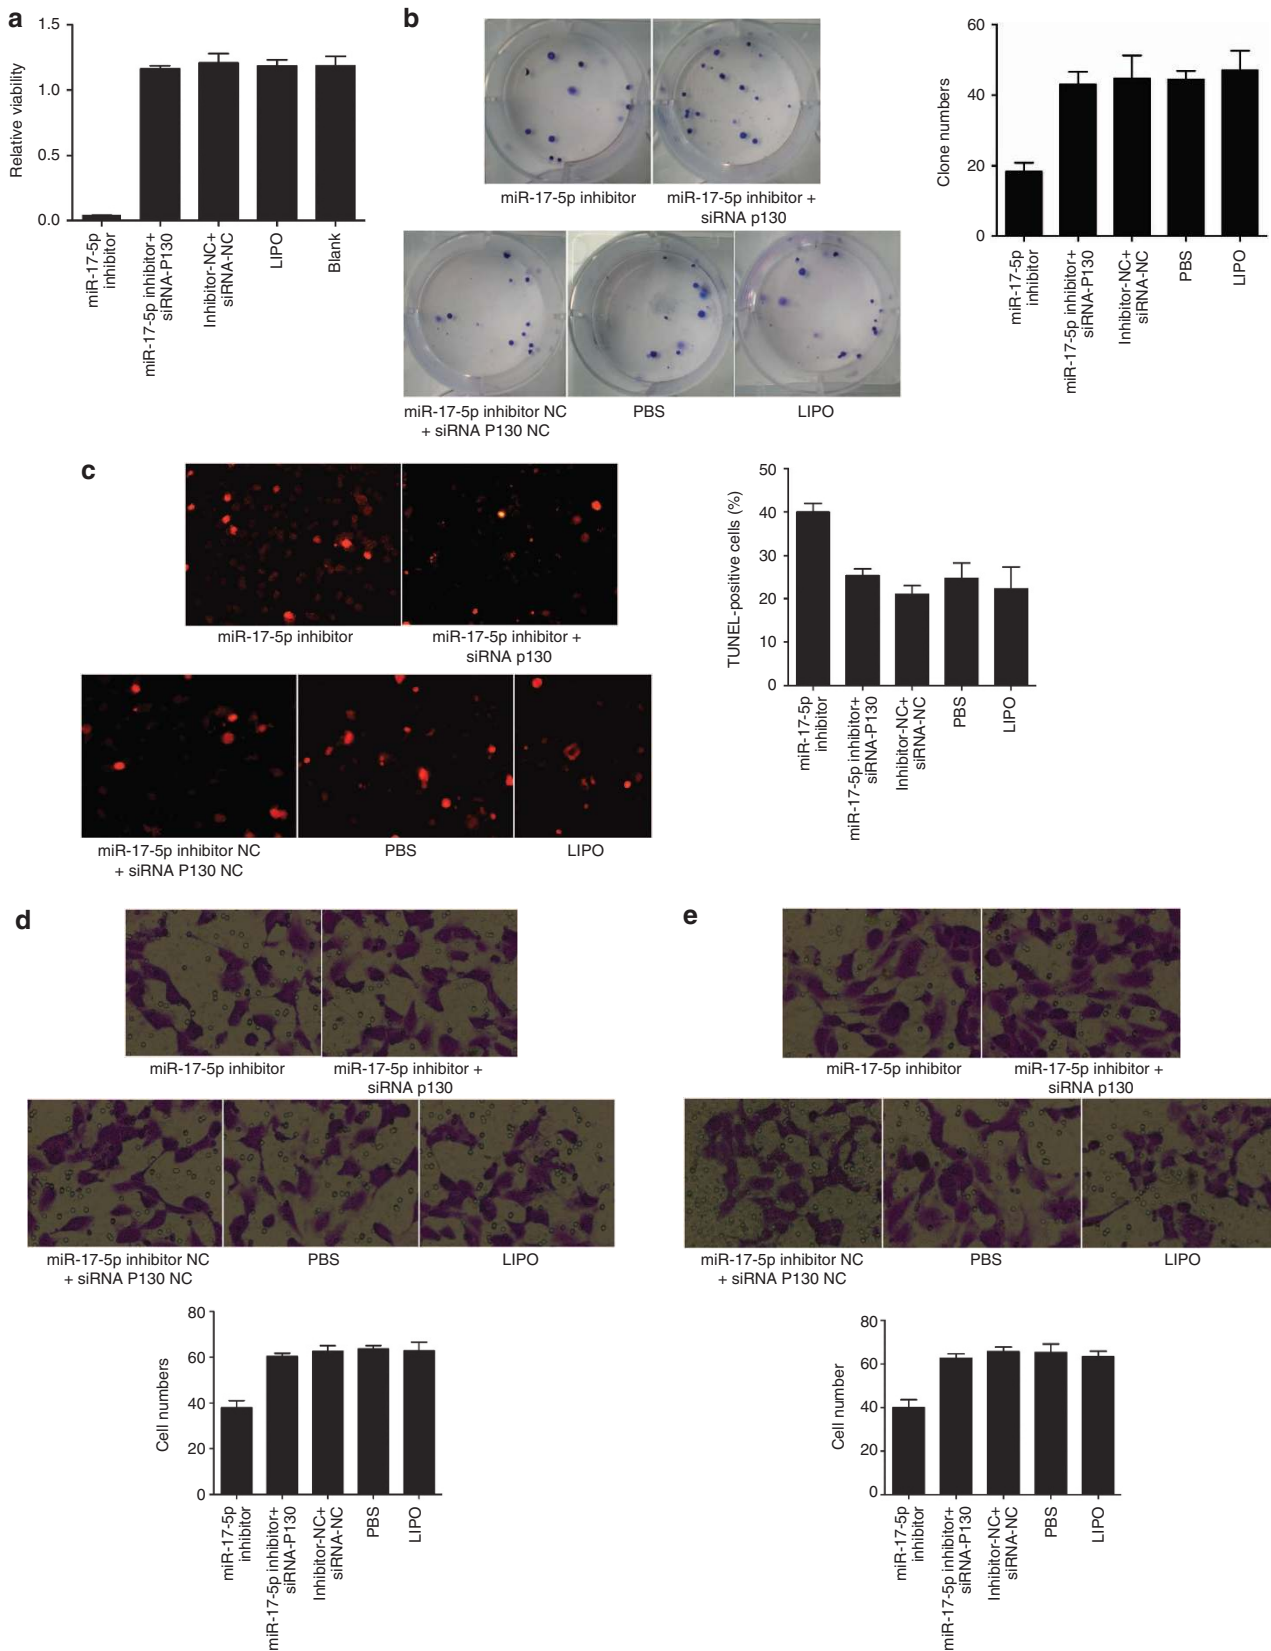 a
1.5
1.0
0.5
0.0
Relative viability
miR-17-5p
inhibitor
miR-17-5p inhibitor+
siRNA-P130
Inhibitor-NC+
siRNA-NC
LIPO
Blank
b
miR-17-5p inhibitor
miR-17-5p inhibitor +
siRNA p130
miR-17-5p inhibitor NC
+ siRNA P130 NC
PBS
LIPO
60
40
20
0
Clone numbers
miR-17-5p
inhibitor
miR-17-5p inhibitor+
siRNA-P130
Inhibitor-NC+
siRNA-NC
PBS
LIPO
c
miR-17-5p inhibitor
miR-17-5p inhibitor +
siRNA p130
miR-17-5p inhibitor NC
+ siRNA P130 NC
PBS
LIPO
50
40
30
20
10
0
TUNEL-positive cells (%)
miR-17-5p
inhibitor
miR-17-5p inhibitor+
siRNA-P130
Inhibitor-NC+
siRNA-NC
PBS
LIPO
d
miR-17-5p inhibitor
miR-17-5p inhibitor +
siRNA p130
miR-17-5p inhibitor NC
+ siRNA P130 NC
PBS
LIPO
80
60
40
20
0
Cell numbers
miR-17-5p
inhibitor
miR-17-5p inhibitor+
siRNA-P130
Inhibitor-NC+
siRNA-NC
PBS
LIPO
e
miR-17-5p inhibitor
miR-17-5p inhibitor +
siRNA p130
miR-17-5p inhibitor NC
+ siRNA P130 NC
PBS
LIPO
80
60
40
20
0
Cell number
miR-17-5p
inhibitor
miR-17-5p inhibitor+
siRNA-P130
Inhibitor-NC+
siRNA-NC
PBS
LIPO